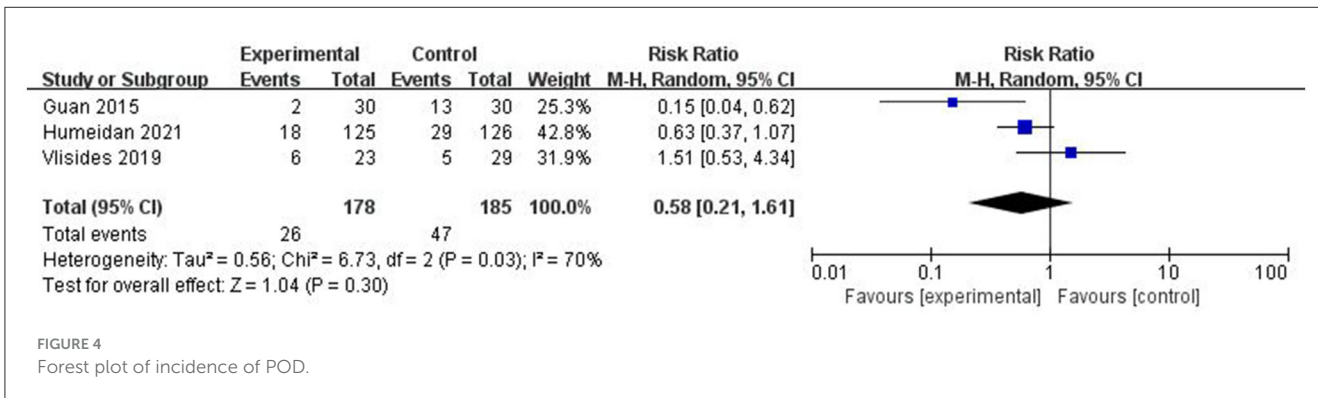 Experimental Control Risk Ratio Risk Ratio
Study or Subgroup Events Total Events Total Weight M-H, Random, 95% CI M-H, Random, 95% CI
Guan 2015 2 30 13 30 25.3% 0.15 [0.04, 0.62]
Humeidan 2021 18 125 29 126 42.8% 0.63 [0.37, 1.07]
Vlisides 2019 6 23 5 29 31.9% 1.51 [0.53, 4.34]
Total (95% CI) 178 185 100.0% 0.58 [0.21, 1.61]
Total events 26 47
Heterogeneity: Tau² = 0.56; Chi² = 6.73, df = 2 (P = 0.03); I² = 70%
Test for overall effect: Z = 1.04 (P = 0.30)
0.01 0.1 1 10 100
Favours [experimental] Favours [control]
FIGURE 4
Forest plot of incidence of POD.